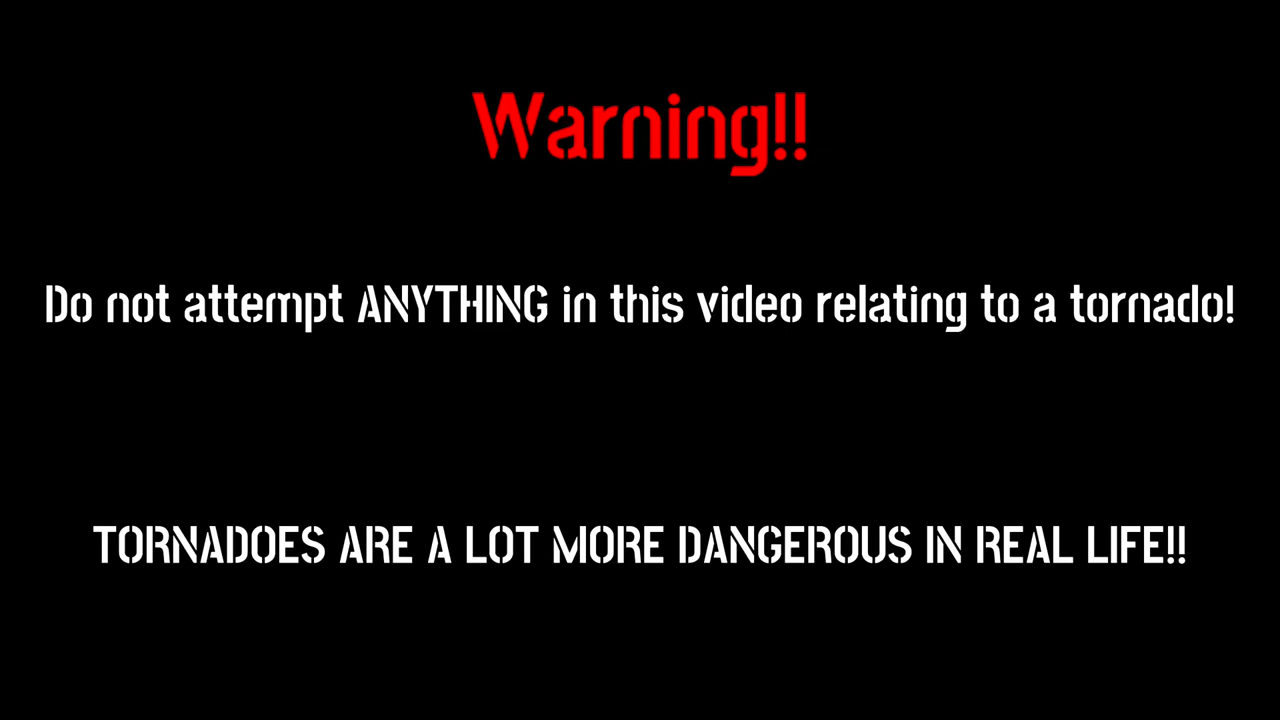 Warning!!
Do not attempt ANYTHING in this video relating to a tornado!
TORNADOES ARE A LOT MORE DANGEROUS IN REAL LIFE!!